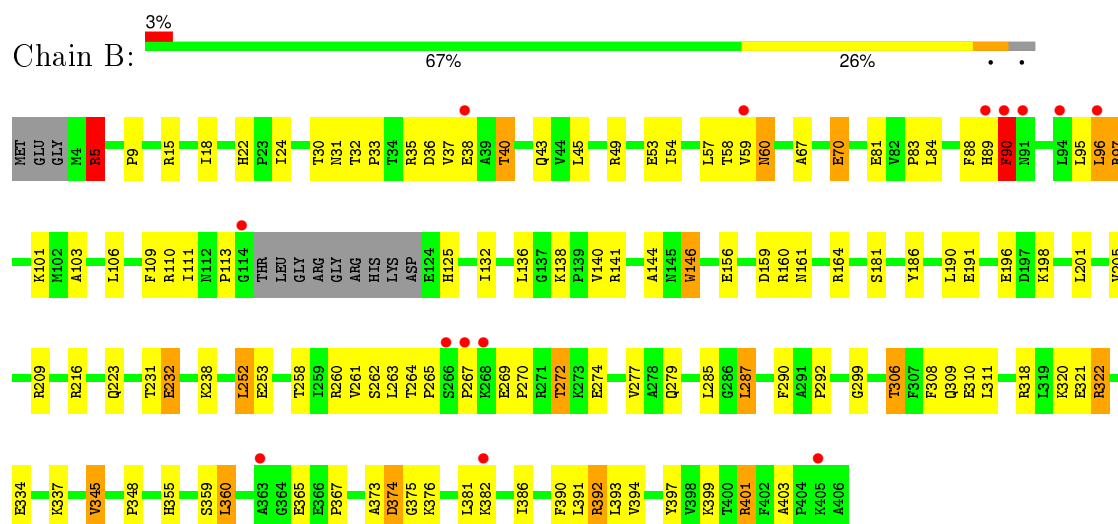 3%
Chain B:
67% 26% • •
MET GLU GLY M4 R5 P9 R15 I18 H22 P23 I24 T30 N31 T32 P33 T34 R35 D36 V37 E38 A39 T40 Q43 V44 L45 R49 E53 I54 L57 T58 V59 N60 A67 E70 E81 V82 P83 L84 F88 H89 F90 N91 L94 L95 L96 R97
K101 M102 A103 L106 F109 R110 I111 N112 P113 G114 THR LEU GLY ARG GLY ARG HIS LYS ASP E124 H125 I132 L136 G137 K138 P139 V140 R141 A144 N145 W146 E156 D159 R160 N161 R164 S181 Y186 L190 E191 E196 D197 K198 L201
R209 R216 Q223 T231 E232 K238 L252 E253 T258 I259 R260 V261 S262 L263 T264 P265 S266 P267 K268 E269 P270 R271 T272 K273 E274 V277 A278 Q279 L285 G286 L287 F290 A291 P292 G299 T306 F307 F308 Q309 E310 L311 R318 L319 K320 E321 R322
E334 K337 V345 P348 H355 S359 L360 A363 G364 E365 E366 P367 A373 D374 G375 K376 L381 K382 I386 F390 L391 R392 L393 V394 Y397 V398 K399 T400 R401 F402 A403 P404 K405 A406